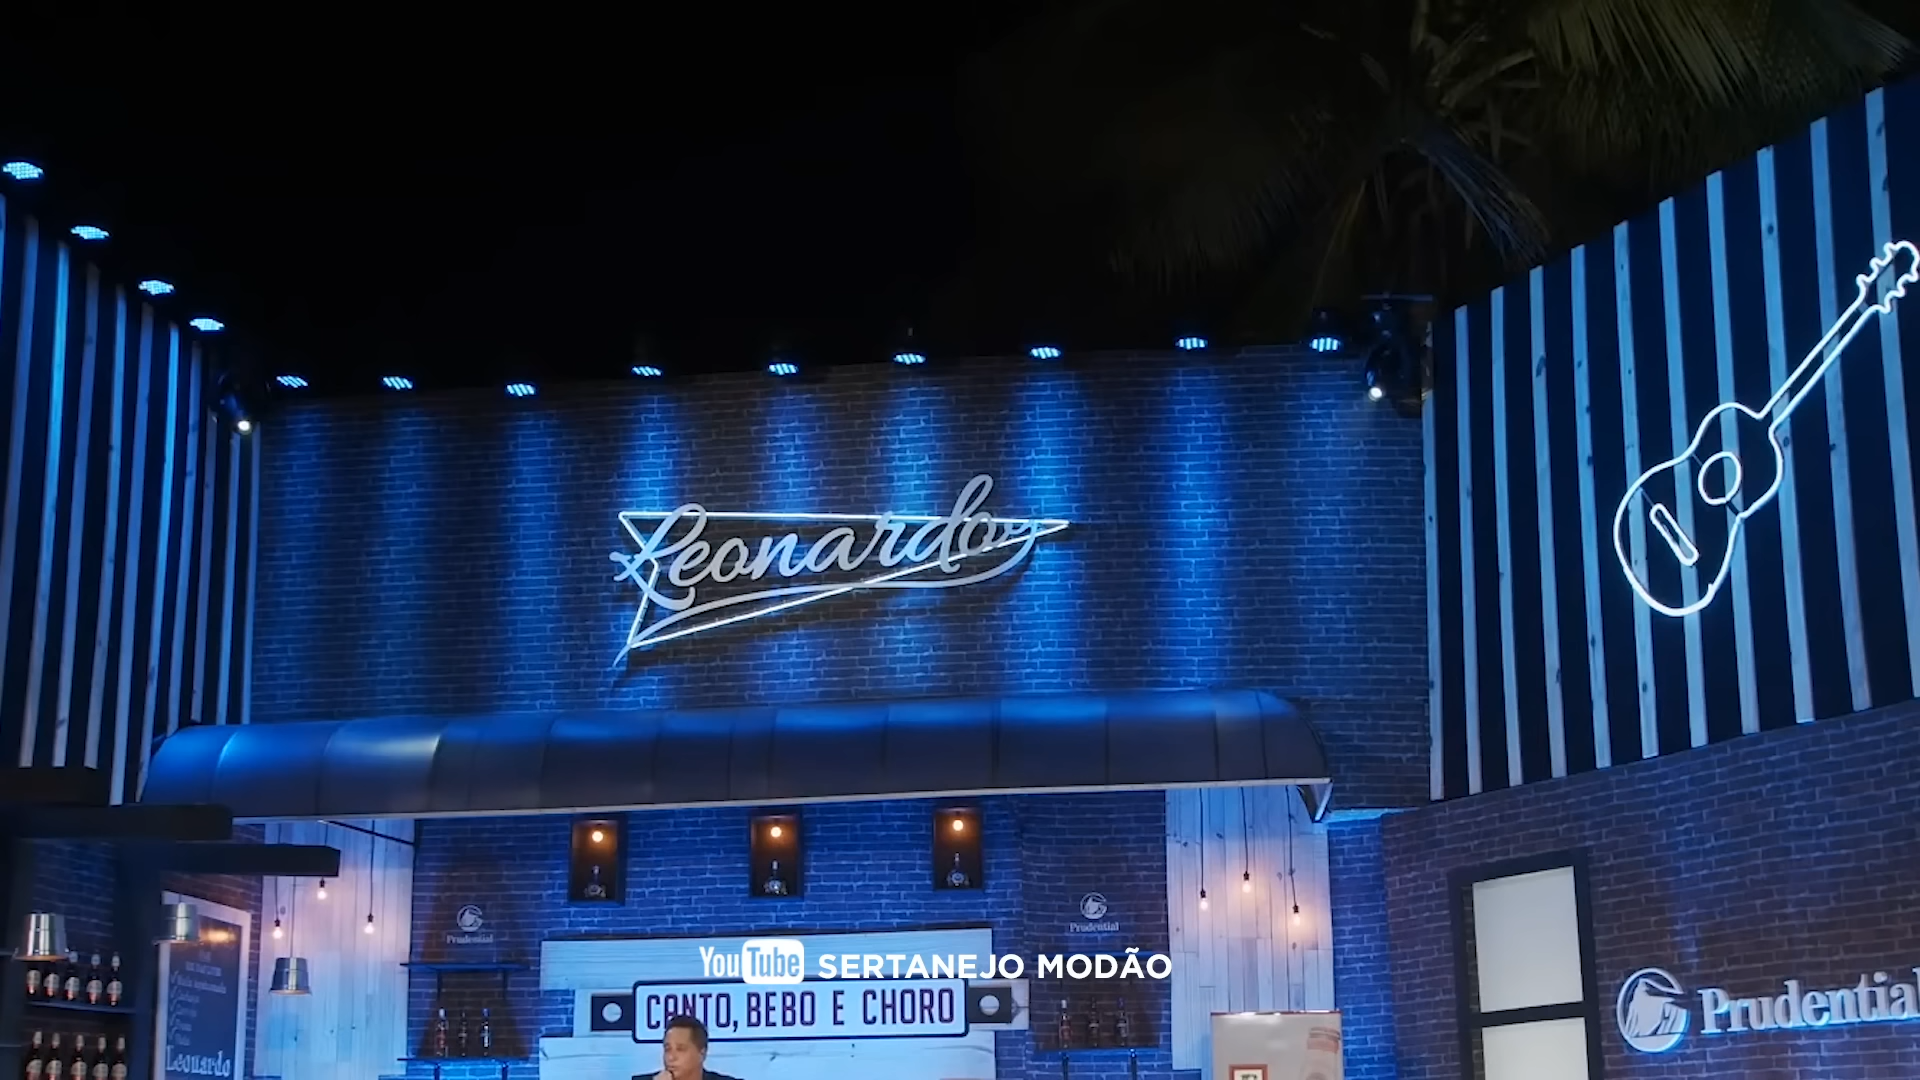 Leonardo
Prudential
Prudential
YouTube SERTANEJO MODÃO
CANTO, BEBO E CHORO
Prudential
Leonardo